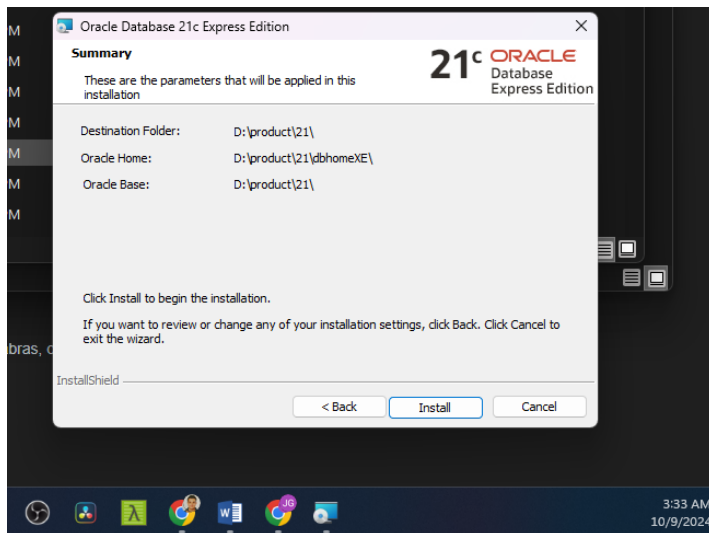 M
M
M
M
M
M
M
Oracle Database 21c Express Edition
Summary
These are the parameters that will be applied in this
installation
21c ORACLE
Database
Express Edition
Destination Folder: D:\product\21\
Oracle Home: D:\product\21\dbhomeXE\
Oracle Base: D:\product\21\
Click Install to begin the installation.
If you want to review or change any of your installation settings, click Back. Click Cancel to
exit the wizard.
bras, c
InstallShield
< Back Install Cancel
λ
W
JG
3:33 AM
10/9/2024